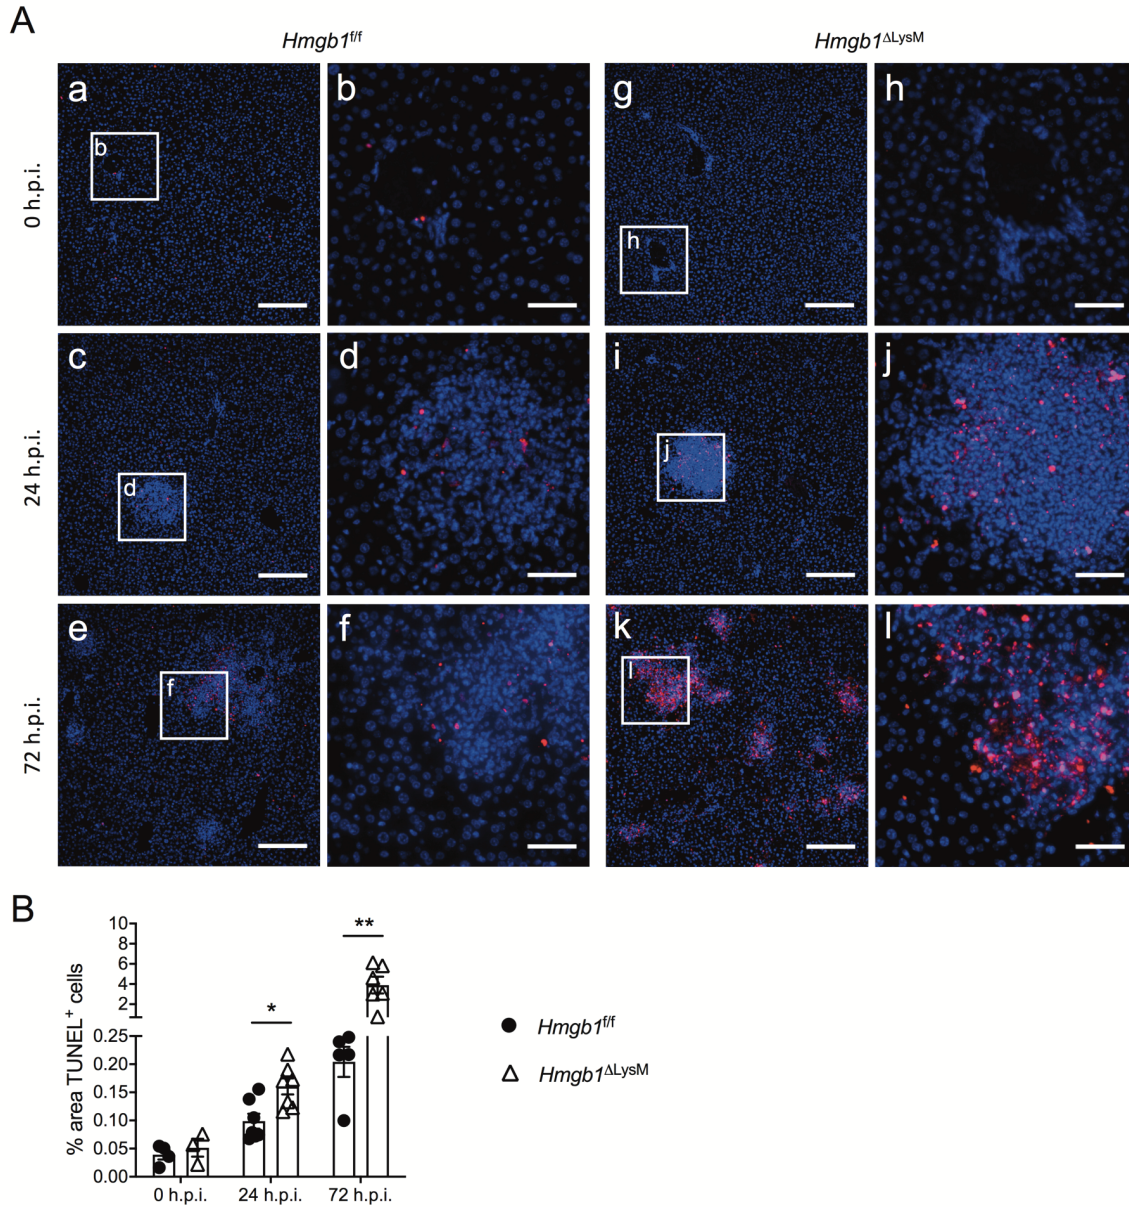 A
Hmgb1f/f
Hmgb1ΔLysM
0 h.p.i.
a
b
b
g
h
h
24 h.p.i.
c
d
d
i
j
j
72 h.p.i.
e
f
f
k
l
l
B
% area TUNEL+ cells
10
8
6
4
2
0.25
0.20
0.15
0.10
0.05
0.00
*
**
0 h.p.i.
24 h.p.i.
72 h.p.i.
Hmgb1f/f
Hmgb1ΔLysM